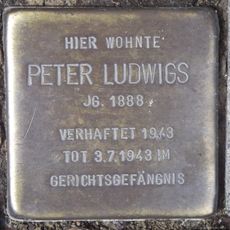 HIER WOHNTE
PETER LUDWIGS
JG. 1888
VERHAFTET 1943
TOT 3.7.1943 IM
GERICHTSGEFÄNGNIS